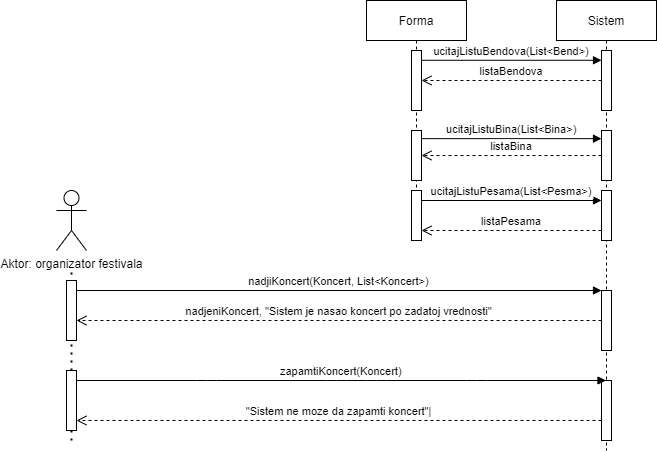 Forma
Sistem
ucitajListuBendova(List<Bend>)
listaBendova
ucitajListuBina(List<Bina>)
listaBina
ucitajListuPesama(List<Pesma>)
listaPesama
Aktor: organizator festivala
nadjiKoncert(Koncert, List<Koncert>)
nadjeniKoncert, "Sistem je nasao koncert po zadatoj vrednosti"
zapamtiKoncert(Koncert)
"Sistem ne moze da zapamti koncert"|